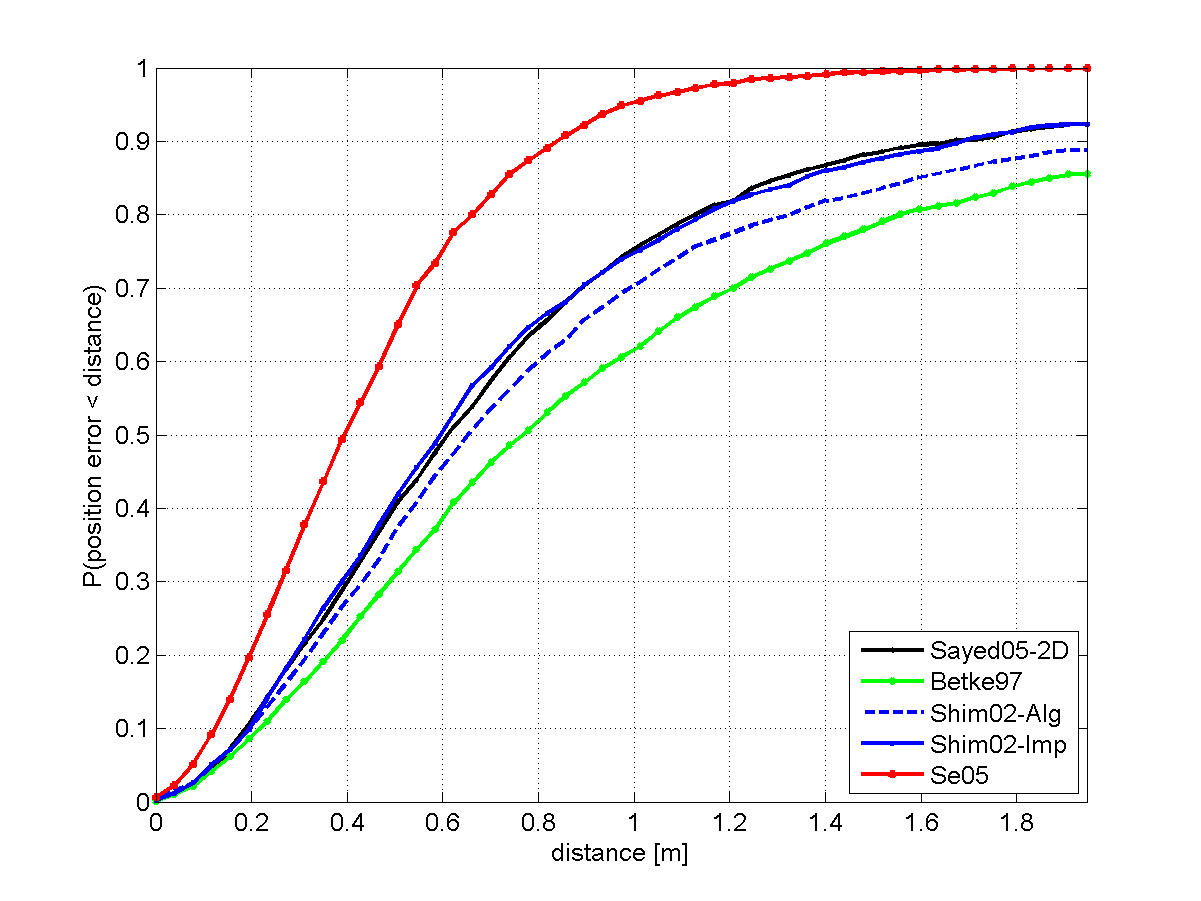 1
0.9
0.8
0.7
0.6
0.5
0.4
0.3
0.2
0.1
0
P(position error < distance)
Sayed05-2D
Betke97
Shim02-Alg
Shim02-Imp
Se05
0 0.2 0.4 0.6 0.8 1 1.2 1.4 1.6 1.8
distance [m]